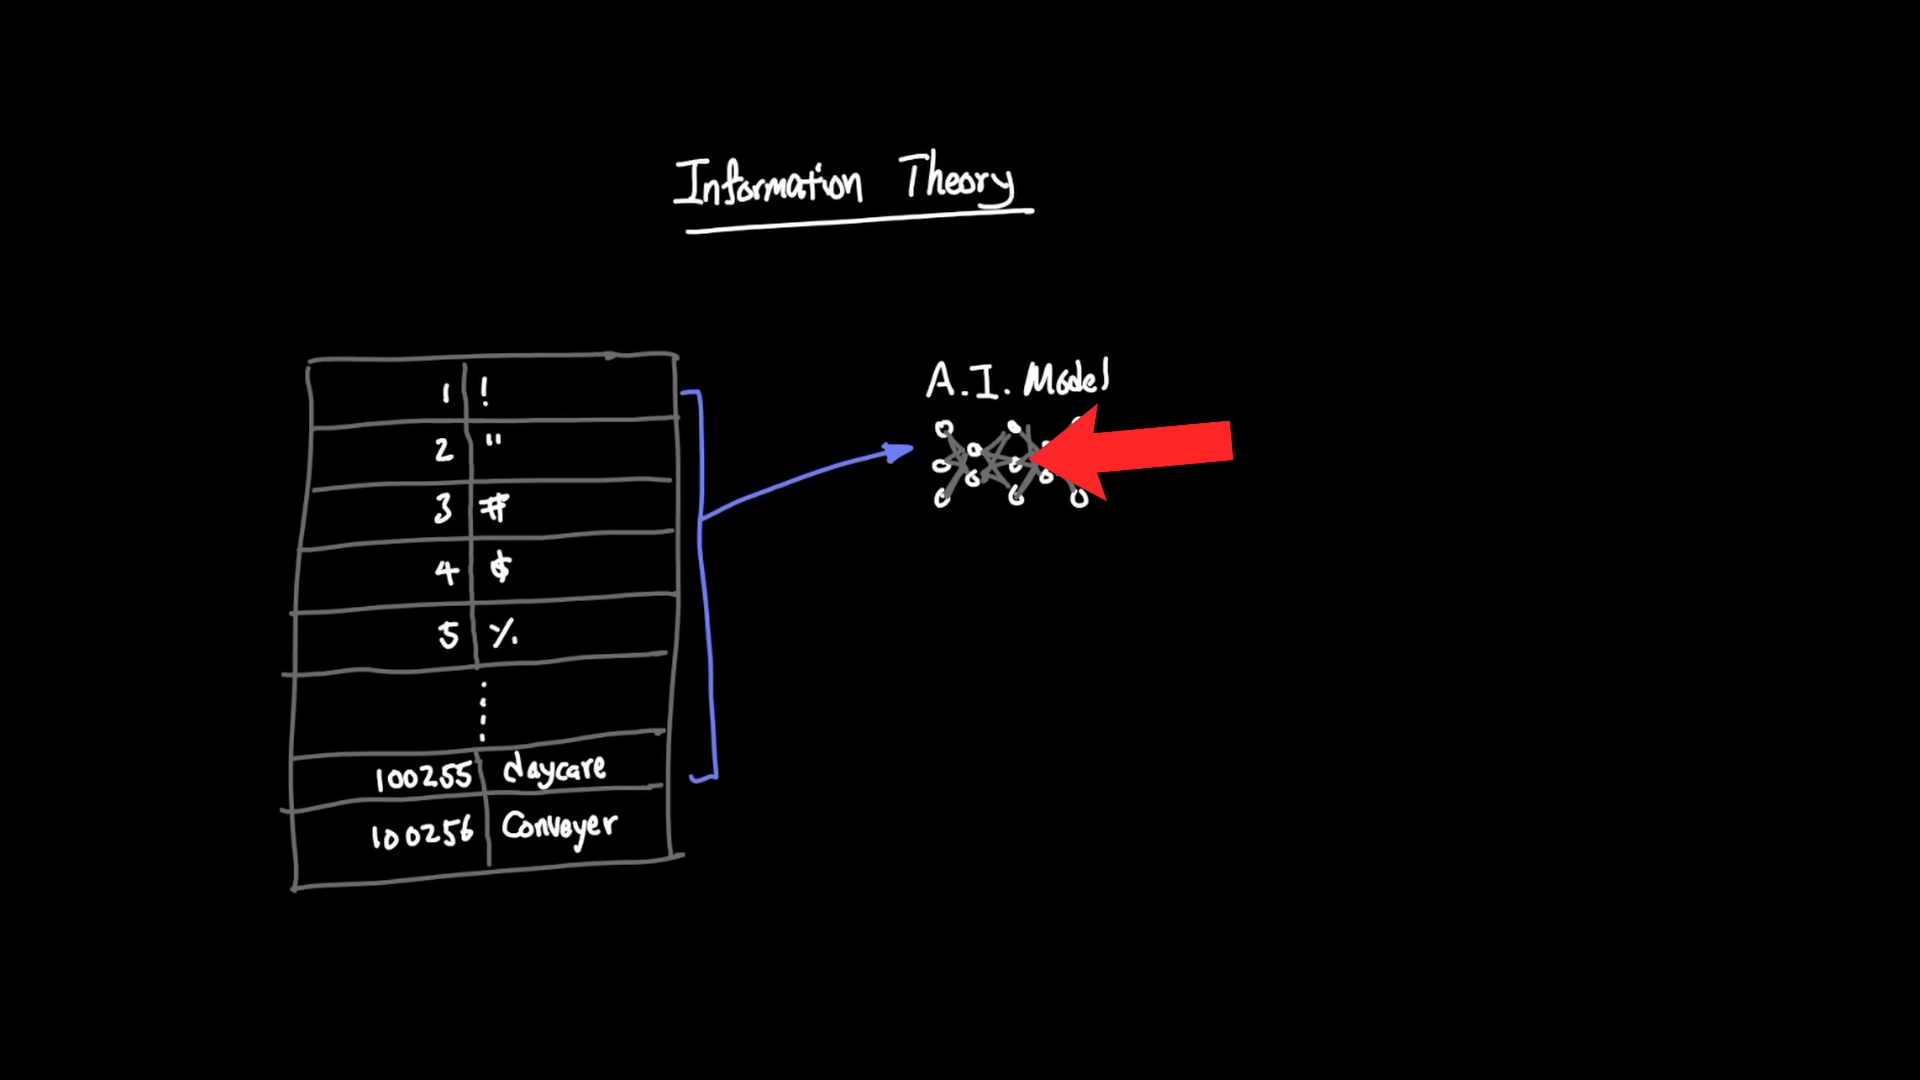 Information Theory
A.I. Model
1 !
2 "
3 #
4 $
5 %
100255 daycare
100256 Conveyer